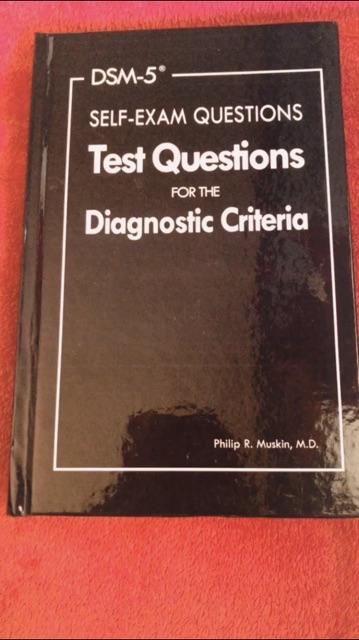 DSM-5®
SELF-EXAM QUESTIONS
Test Questions
FOR THE
Diagnostic Criteria
Philip R. Muskin, M.D.